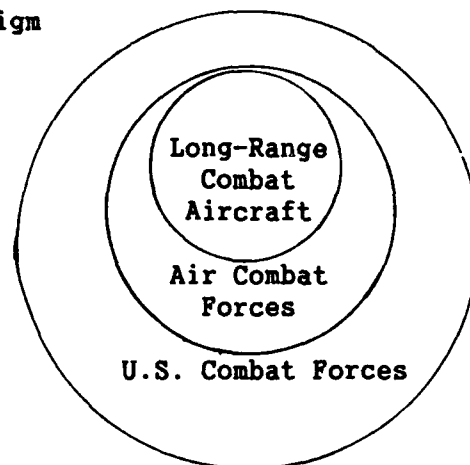 igm
Long-Range
Combat
Aircraft
Air Combat
Forces
U.S. Combat Forces